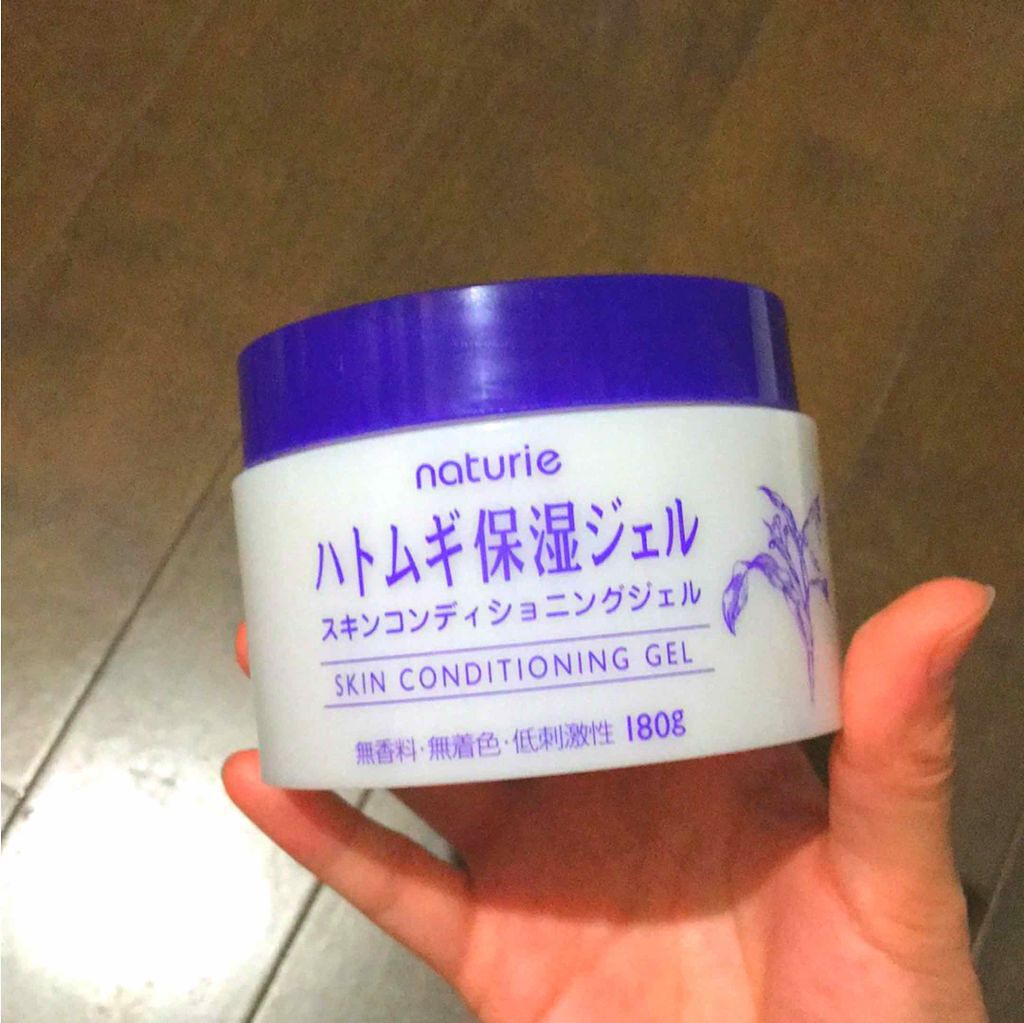 naturie
ハトムギ保湿ジェル
スキンコンディショニングジェル
SKIN CONDITIONING GEL
無香料・無着色・低刺激性 180g